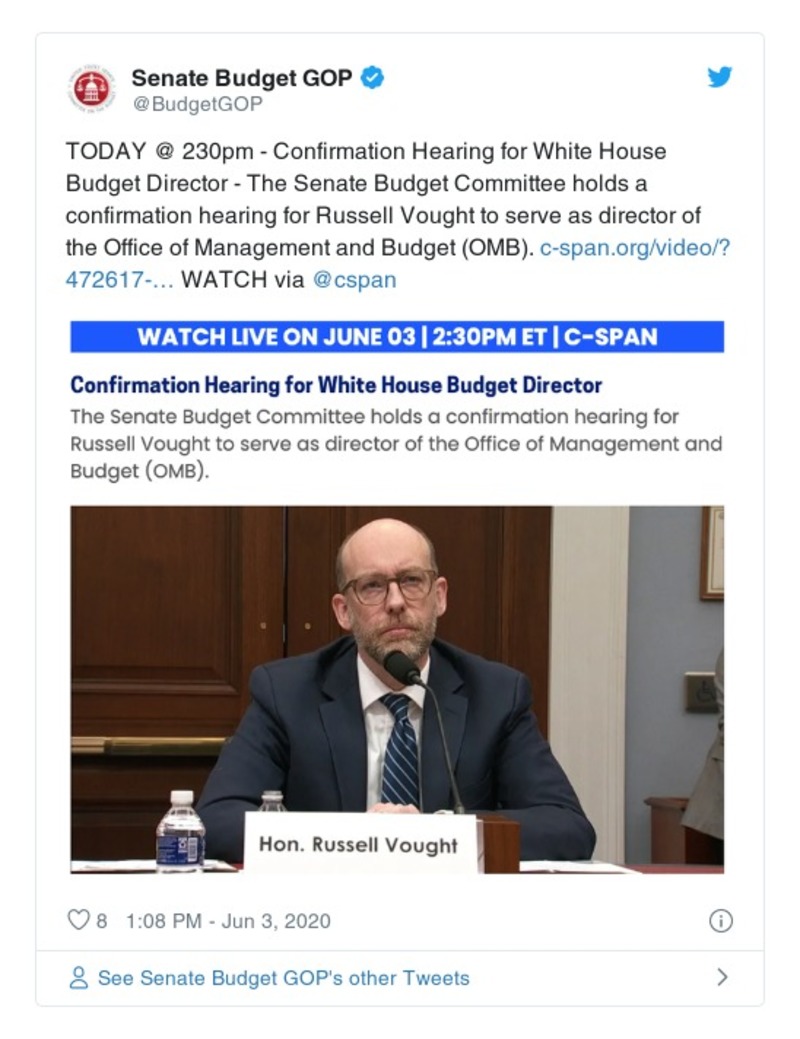 Senate Budget GOP
@BudgetGOP
TODAY @ 230pm - Confirmation Hearing for White House
Budget Director - The Senate Budget Committee holds a
confirmation hearing for Russell Vought to serve as director of
the Office of Management and Budget (OMB). c-span.org/video/?
472617-… WATCH via @cspan
WATCH LIVE ON JUNE 03 | 2:30PM ET | C-SPAN
Confirmation Hearing for White House Budget Director
The Senate Budget Committee holds a confirmation hearing for
Russell Vought to serve as director of the Office of Management and
Budget (OMB).
Hon. Russell Vought
8 1:08 PM - Jun 3, 2020
See Senate Budget GOP's other Tweets